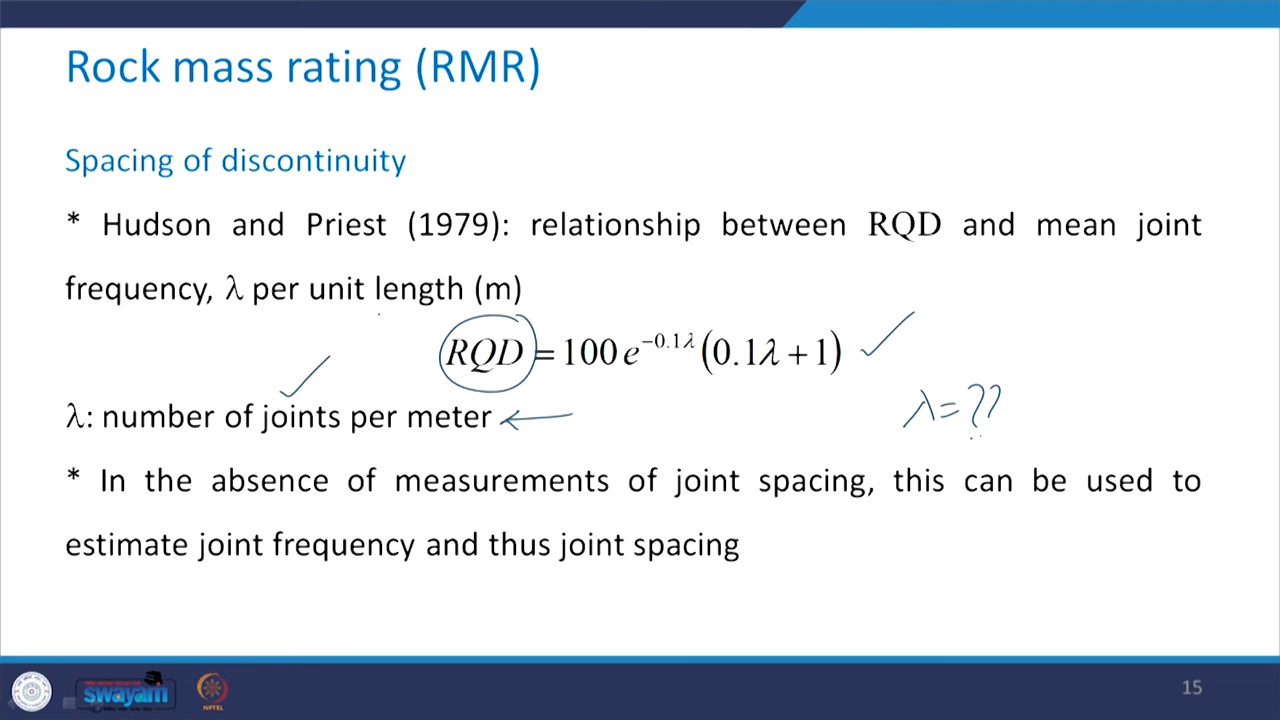 Rock mass rating (RMR)
Spacing of discontinuity
* Hudson and Priest (1979): relationship between RQD and mean joint
frequency, λ per unit length (m)
RQD = 100 e^{-0.1λ} (0.1λ + 1)
λ: number of joints per meter
λ = ??
* In the absence of measurements of joint spacing, this can be used to
estimate joint frequency and thus joint spacing
swayam
NPTEL
15